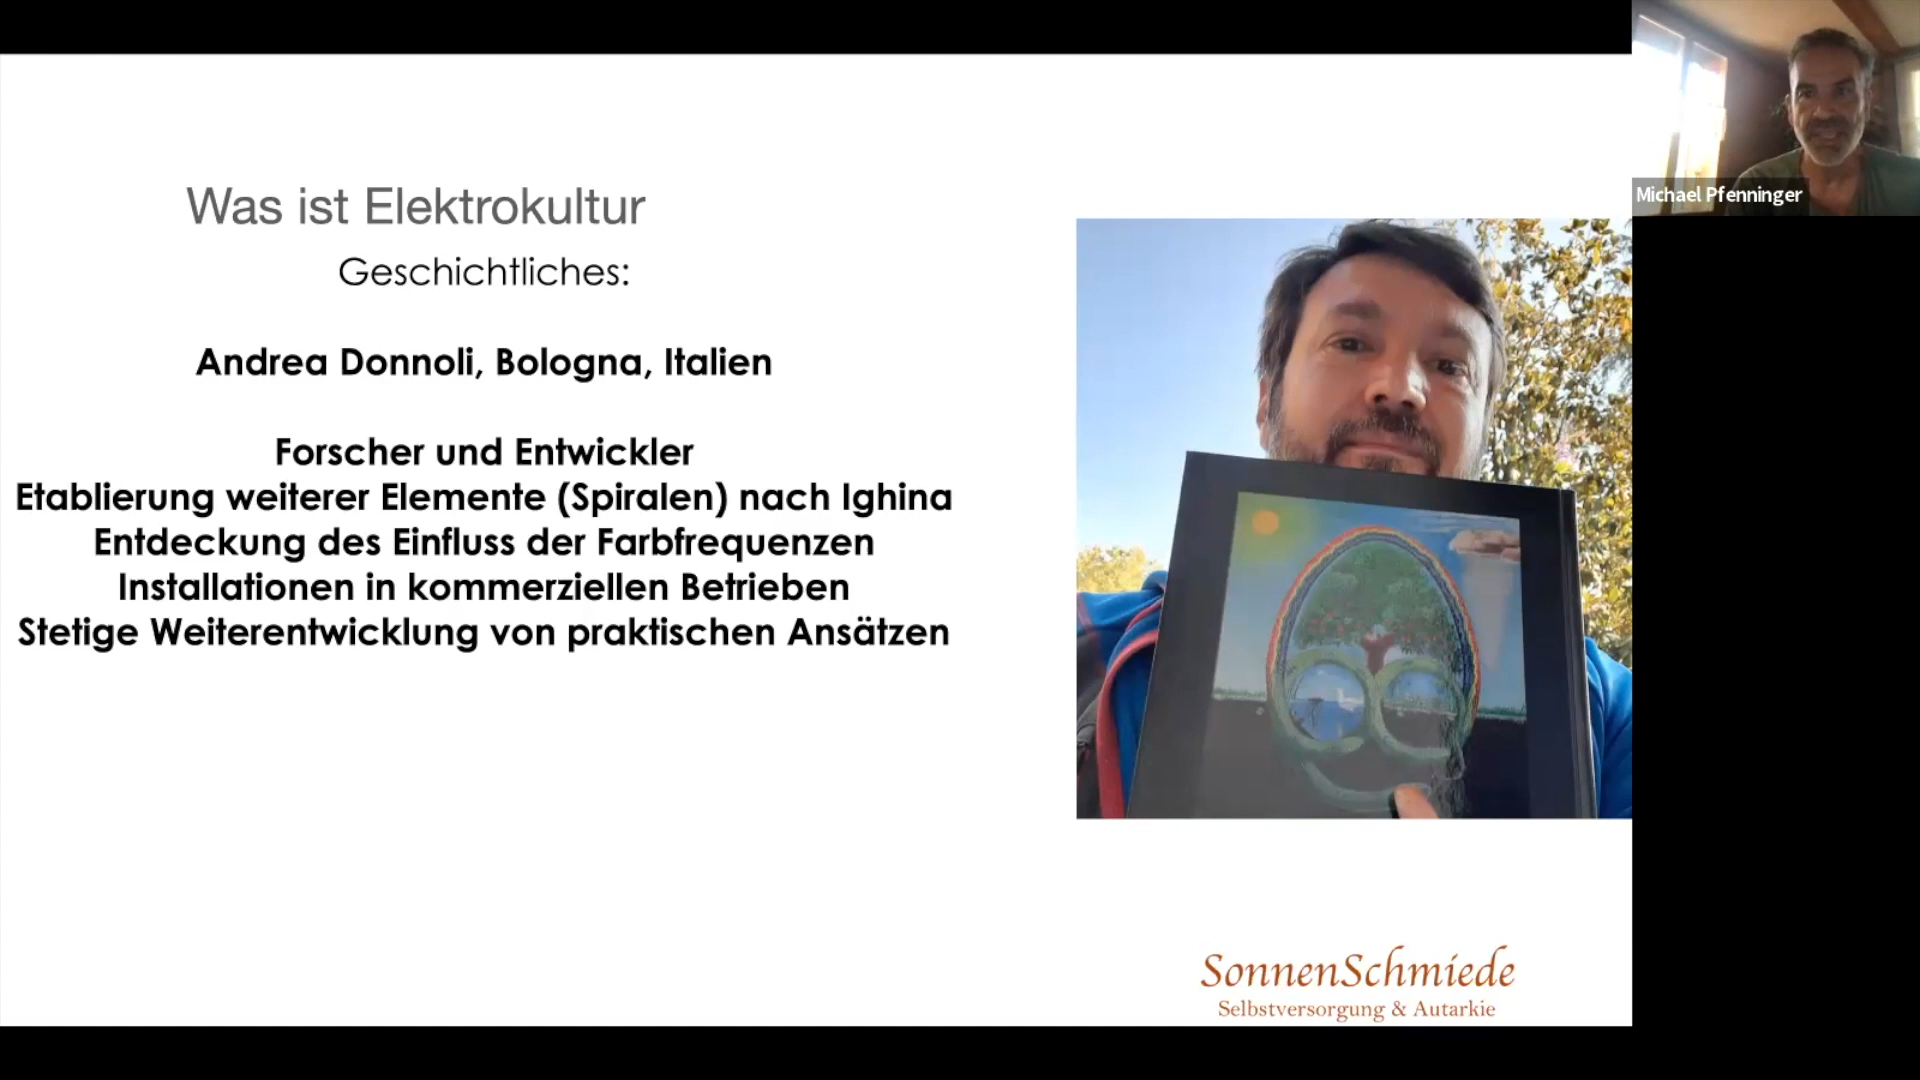 Was ist Elektrokultur
Geschichtliches:
Andrea Donnoli, Bologna, Italien
Forscher und Entwickler
Etablierung weiterer Elemente (Spiralen) nach Ighina
Entdeckung des Einfluss der Farbfrequenzen
Installationen in kommerziellen Betrieben
Stetige Weiterentwicklung von praktischen Ansätzen
Michael Pfenninger
SonnenSchmiede
Selbstversorgung & Autarkie